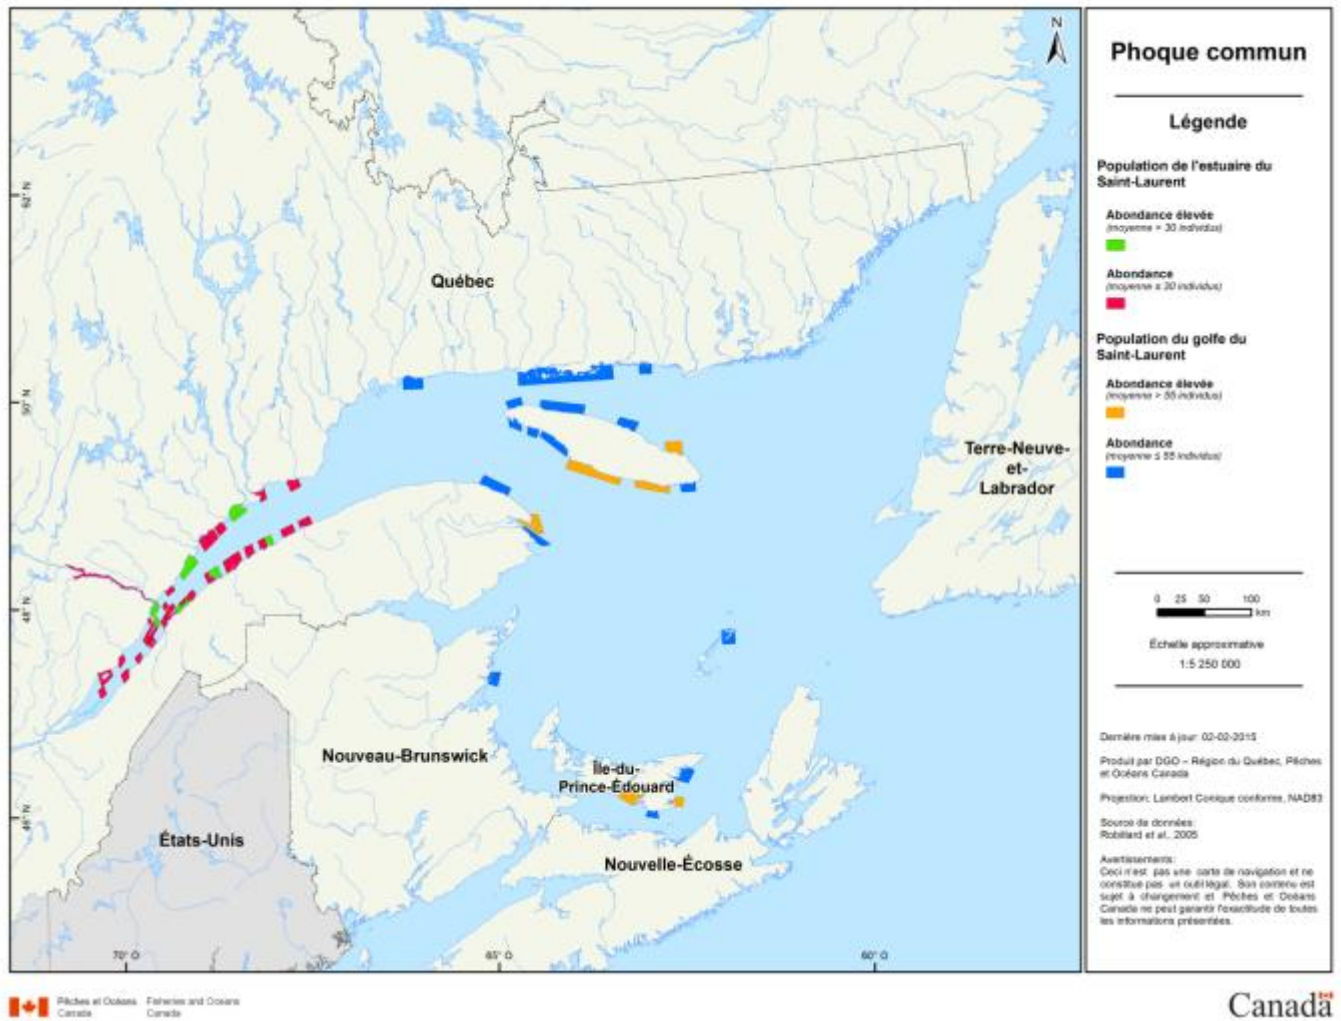 N
Phoque commun
Légende
Population de l'estuaire du
Saint-Laurent
Abondance élevée
(moyenne > 30 individus)
Abondance
(moyenne ≤ 30 individus)
Population du golfe du
Saint-Laurent
Abondance élevée
(moyenne > 55 individus)
Abondance
(moyenne ≤ 55 individus)
52° N
Québec
50° N
Terre-Neuve-
et-
Labrador
48° N
Nouveau-Brunswick
Île-du-
Prince-Édouard
46° N
États-Unis
Nouvelle-Écosse
70° O
65° O
60° O
0 25 50 100
km
Échelle approximative
1:5 250 000
Dernière mise à jour: 02-02-2015
Produit par DGO – Région du Québec, Pêches
et Océans Canada
Projection: Lambert Conique conforme, NAD83
Source de données:
Robillard et al., 2005
Avertissements:
Ceci n'est pas une carte de navigation et ne
constitue pas un outil légal. Son contenu est
sujet à changement et Pêches et Océans
Canada ne peut garantir l'exactitude de toutes
les informations présentées.
Pêches et Océans Fisheries and Oceans
Canada Canada
Canada